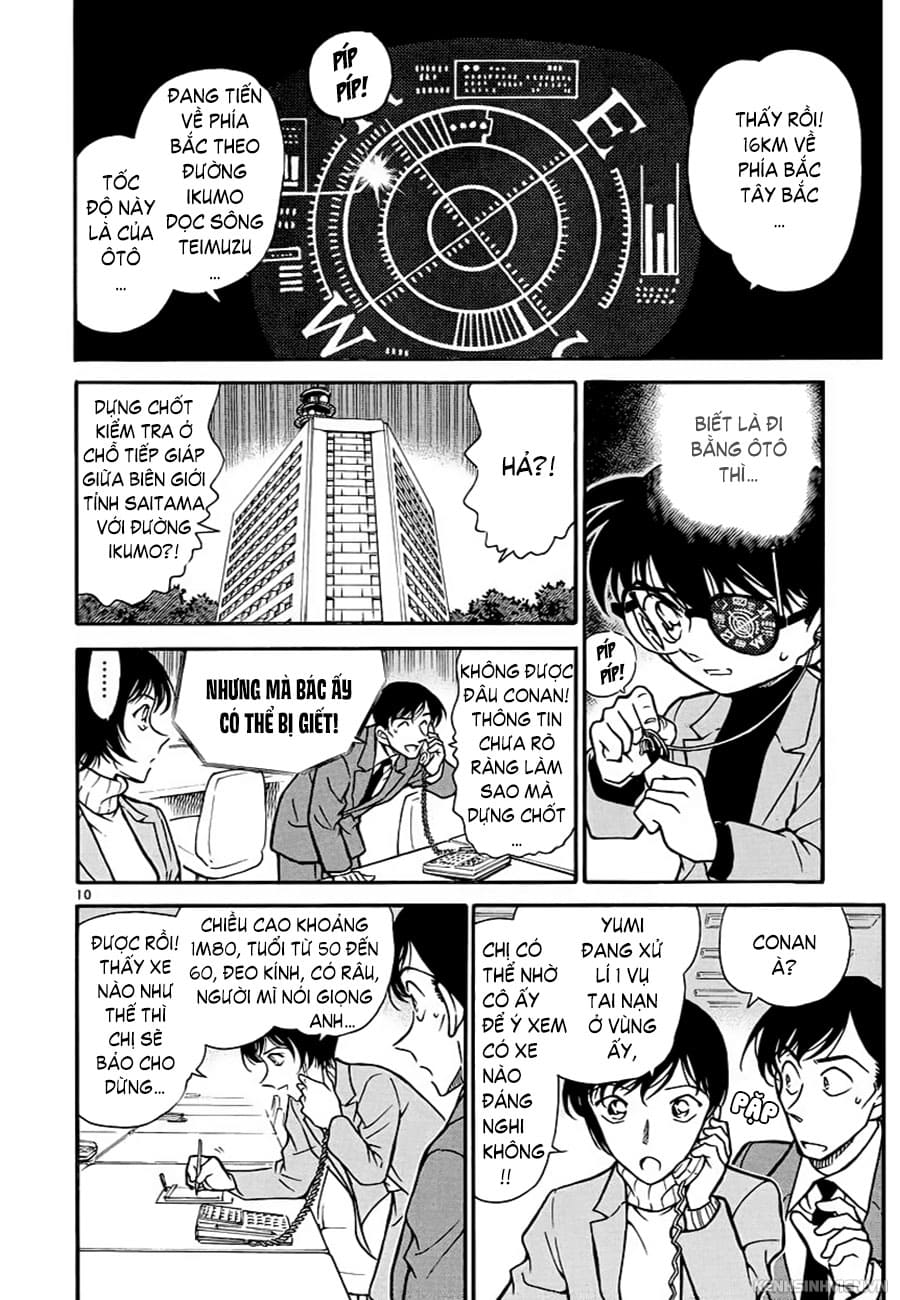 THẤY RỒI!
16KM VỀ
PHÍA BẮC
TÂY BẮC
...
PÍP
PÍP!
ĐANG TIẾN
VỀ PHÍA
BẮC THEO
ĐƯỜNG
IKUMO
DỌC SÔNG
TEIMUZU
...
TỐC
ĐỘ NÀY
LÀ CỦA
ÔTÔ
...
E
W
BIẾT LÀ ĐI
BẰNG ÔTÔ
THÌ...
PÍP
PÍP!
HẢ?!
DỰNG CHỐT
KIỂM TRA Ở
CHỖ TIẾP GIÁP
GIỮA BIÊN GIỚI
TỈNH SAITAMA
VỚI ĐƯỜNG
IKUMO?!
KHÔNG ĐƯỢC
ĐÂU CONAN!
THÔNG TIN
CHƯA RÕ
RÀNG LÀM
SAO MÀ
DỰNG CHỐT
...
NHƯNG MÀ BÁC ẤY
CÓ THỂ BỊ GIẾT!
......
10
CONAN
À?
PẶP
YUMI
ĐANG XỬ
LÍ 1 VỤ
TAI NẠN
Ở VÙNG
ẤY,
CHỊ CÓ
THỂ NHỜ
CÔ ẤY
ĐỂ Ý XEM
CÓ XE
NÀO
ĐÁNG
NGHI
KHÔNG
!!
CHIỀU CAO KHOẢNG
1M80, TUỔI TỪ 50 ĐẾN
60, ĐEO KÍNH, CÓ RÂU,
NGƯỜI MĨ NÓI GIỌNG
ANH...
ĐƯỢC RỒI!
THẤY XE
NÀO NHƯ
THẾ THÌ
CHỊ SẼ
BẢO CHO
DỪNG...
KENHSINHVIEN.VN